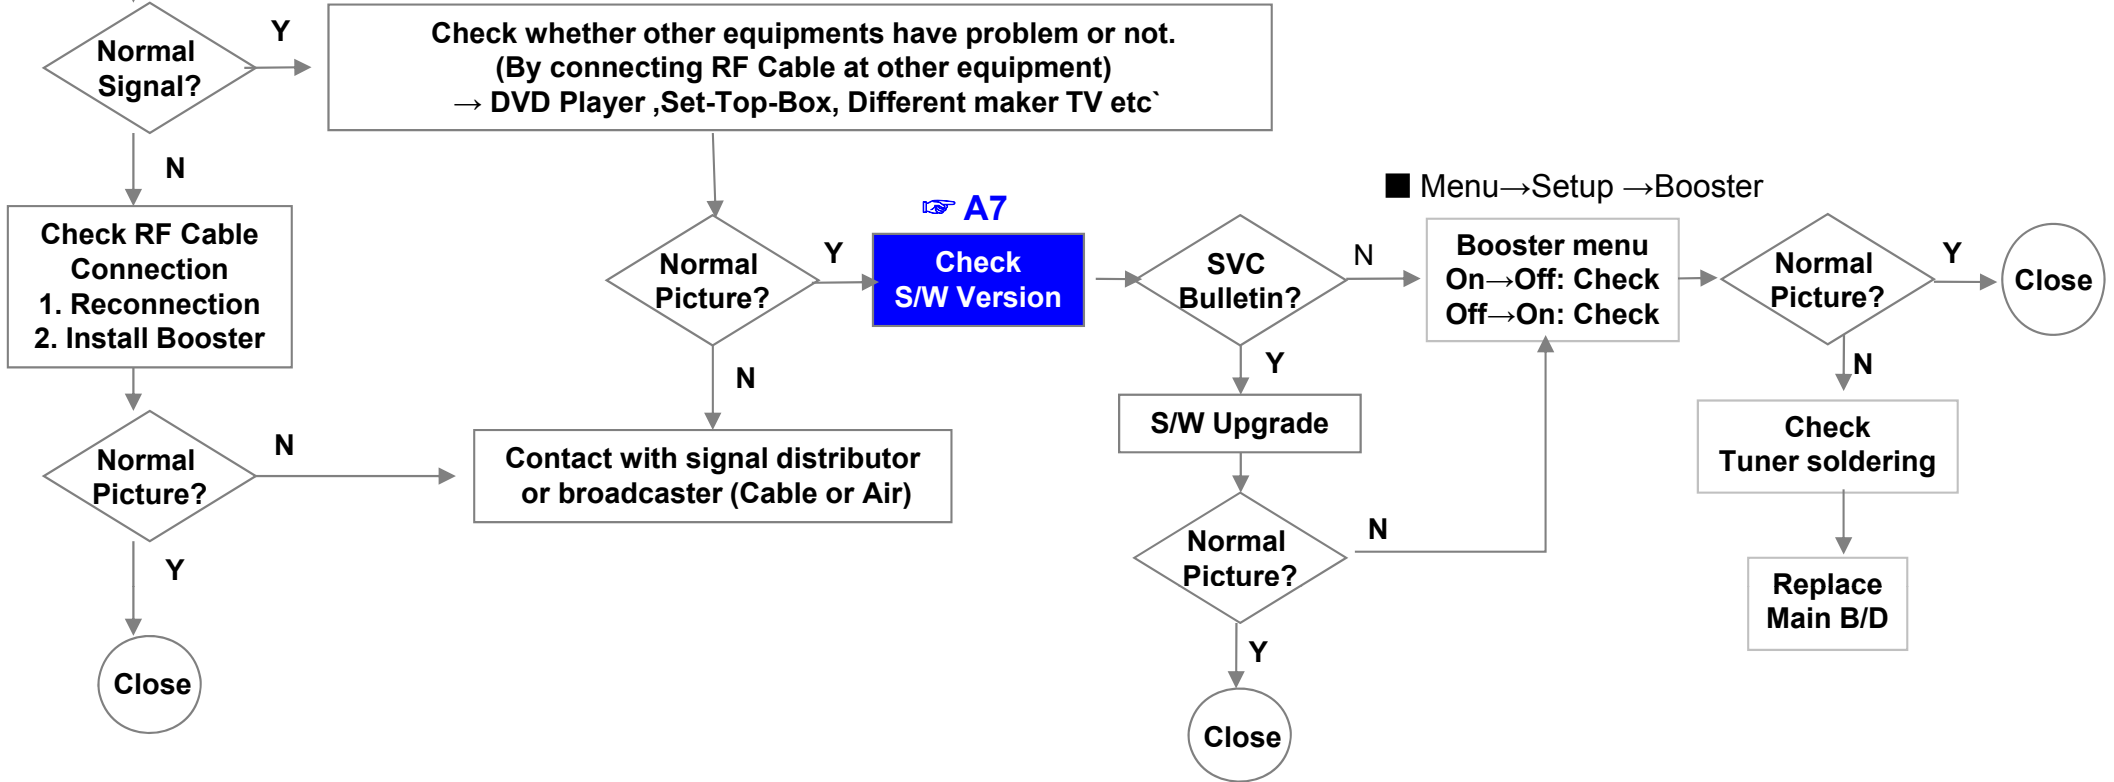 Normal
Signal?
Y
Check whether other equipments have problem or not.
(By connecting RF Cable at other equipment)
→ DVD Player ,Set-Top-Box, Different maker TV etc`
N
Check RF Cable
Connection
1. Reconnection
2. Install Booster
Normal
Picture?
N
Y
Close
Normal
Picture?
Y
N
Contact with signal distributor
or broadcaster (Cable or Air)
☞ A7
Check
S/W Version
SVC
Bulletin?
N
Y
S/W Upgrade
Normal
Picture?
N
Y
Close
■ Menu→Setup →Booster
Booster menu
On→Off: Check
Off→On: Check
Normal
Picture?
Y
Close
N
Check
Tuner soldering
Replace
Main B/D